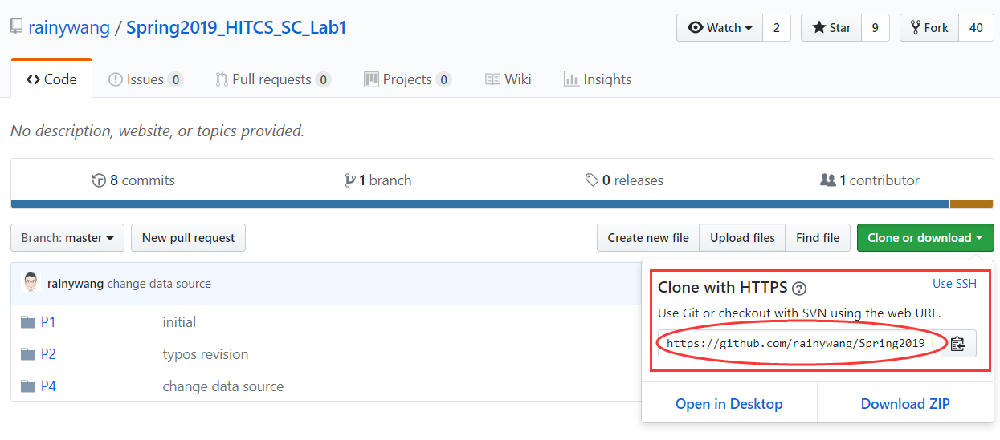 rainywang / Spring2019_HITCS_SC_Lab1
Watch 2 Star 9 Fork 40
Code Issues 0 Pull requests 0 Projects 0 Wiki Insights
No description, website, or topics provided.
8 commits 1 branch 0 releases 1 contributor
Branch: master New pull request Create new file Upload files Find file Clone or download
rainywang change data source
Clone with HTTPS Use SSH
Use Git or checkout with SVN using the web URL.
P1 initial
https://github.com/rainywang/Spring2019_
P2 typos revision
P4 change data source
Open in Desktop Download ZIP